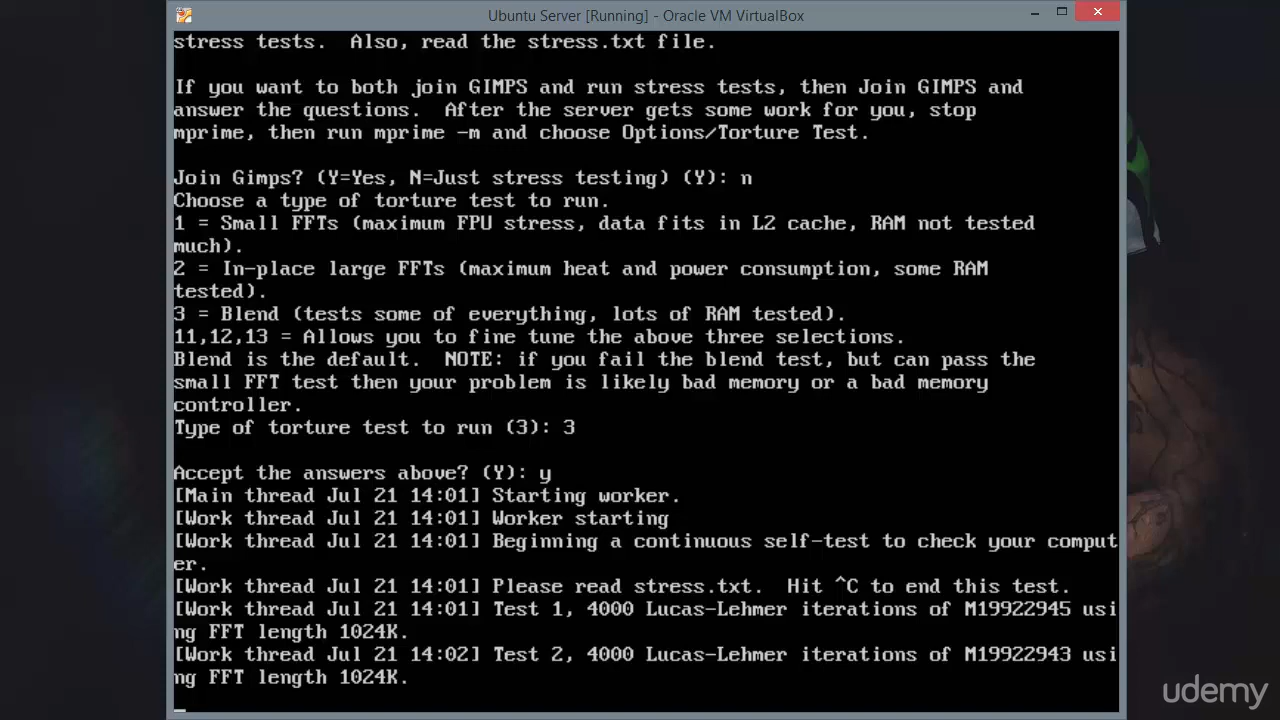 Ubuntu Server [Running] - Oracle VM VirtualBox
stress tests.  Also, read the stress.txt file.
If you want to both join GIMPS and run stress tests, then Join GIMPS and
answer the questions.  After the server gets some work for you, stop
mprime, then run mprime -m and choose Options/Torture Test.
Join Gimps? (Y=Yes, N=Just stress testing) (Y): n
Choose a type of torture test to run.
1 = Small FFTs (maximum FPU stress, data fits in L2 cache, RAM not tested
much).
2 = In-place large FFTs (maximum heat and power consumption, some RAM
tested).
3 = Blend (tests some of everything, lots of RAM tested).
11,12,13 = Allows you to fine tune the above three selections.
Blend is the default.  NOTE: if you fail the blend test, but can pass the
small FFT test then your problem is likely bad memory or a bad memory
controller.
Type of torture test to run (3): 3
Accept the answers above? (Y): y
[Main thread Jul 21 14:01] Starting worker.
[Work thread Jul 21 14:01] Worker starting
[Work thread Jul 21 14:01] Beginning a continuous self-test to check your comput
er.
[Work thread Jul 21 14:01] Please read stress.txt.  Hit ^C to end this test.
[Work thread Jul 21 14:01] Test 1, 4000 Lucas-Lehmer iterations of M19922945 usi
ng FFT length 1024K.
[Work thread Jul 21 14:02] Test 2, 4000 Lucas-Lehmer iterations of M19922943 usi
ng FFT length 1024K.
udemy